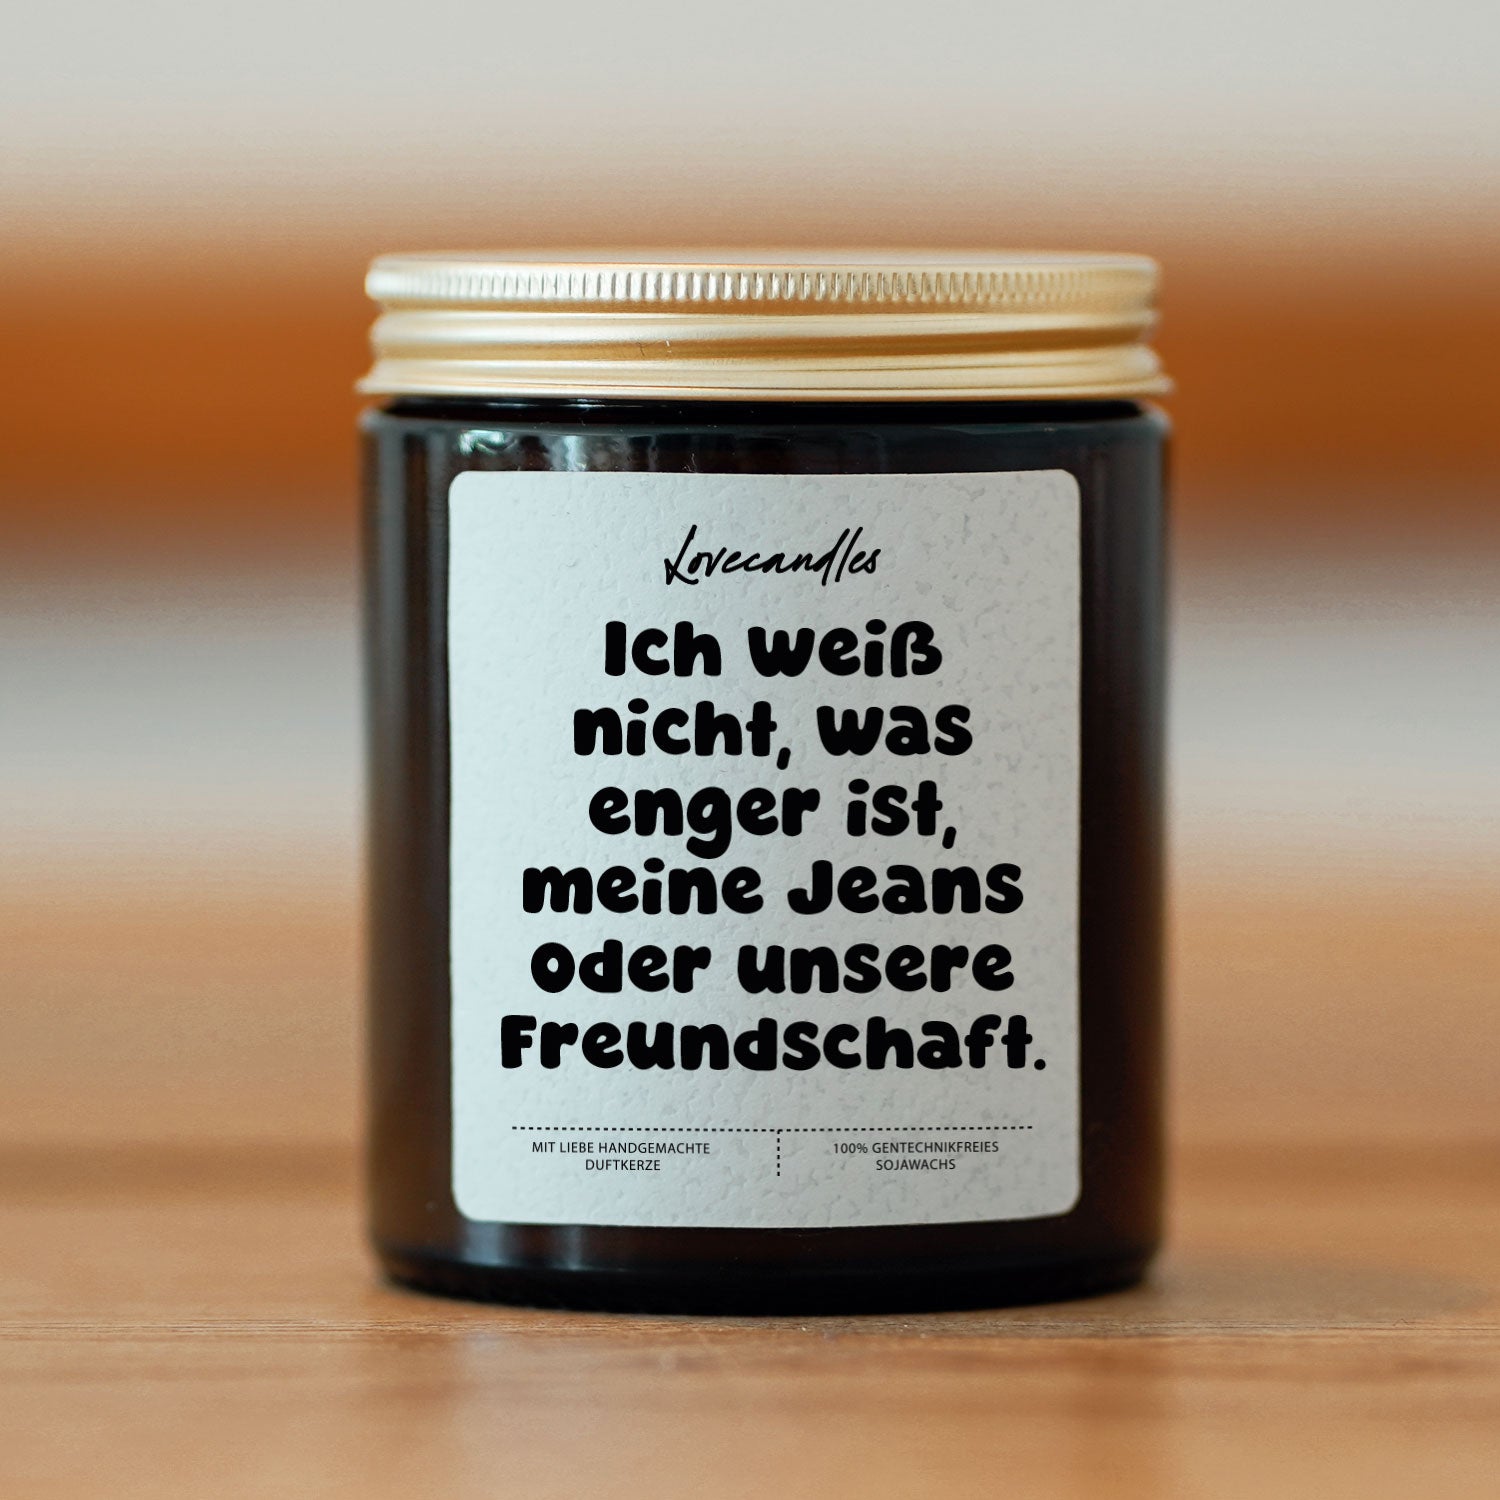 Lovecandles
Ich weiß
nicht, was
enger ist,
meine Jeans
oder unsere
Freundschaft.
MIT LIEBE HANDGEMACHTE
DUFTKERZE
100% GENTECHNIKFREIES
SOJAWACHS